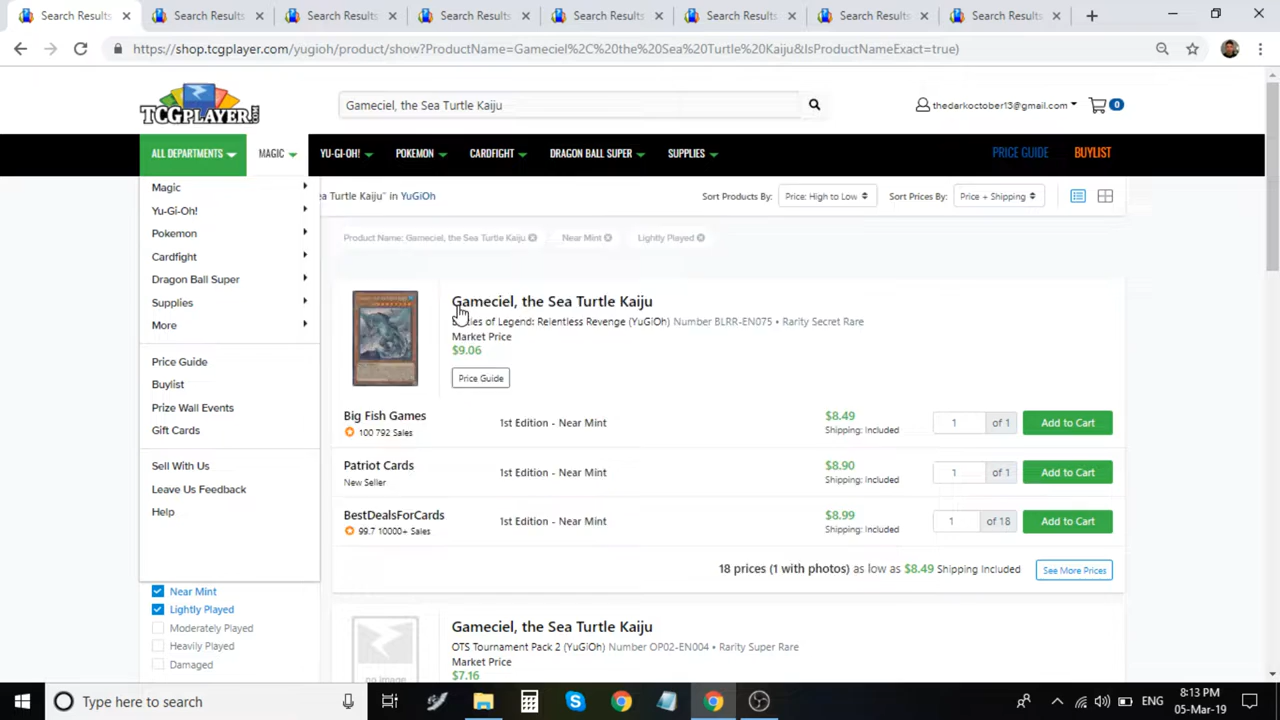 Search Results Search Results Search Results Search Results Search Results Search Results Search Results Search Results
https://shop.tcgplayer.com/yugioh/product/show?ProductName=Gameciel%2C%20the%20Sea%20Turtle%20Kaiju&IsProductNameExact=true)
TCGPLAYER
Gameciel, the Sea Turtle Kaiju
thedarkoctober13@gmail.com 0
ALL DEPARTMENTS MAGIC YU-GI-OH! POKEMON CARDFIGHT DRAGON BALL SUPER SUPPLIES PRICE GUIDE BUYLIST
Magic
Yu-Gi-Oh!
Pokemon
Cardfight
Dragon Ball Super
Supplies
More
Price Guide
Buylist
Prize Wall Events
Gift Cards
Sell With Us
Leave Us Feedback
Help
Near Mint
Lightly Played
Moderately Played
Heavily Played
Damaged
a Turtle Kaiju" in YuGiOh
Sort Products By: Price: High to Low Sort Prices By: Price + Shipping
Product Name: Gameciel, the Sea Turtle Kaiju Near Mint Lightly Played
Gameciel, the Sea Turtle Kaiju
of Legend: Relentless Revenge (YuGiOh) Number BLRR-EN075 • Rarity Secret Rare
Market Price
$9.06
Price Guide
Big Fish Games
100 792 Sales
1st Edition - Near Mint
$8.49
Shipping: Included
1 of 1 Add to Cart
Patriot Cards
New Seller
1st Edition - Near Mint
$8.90
Shipping: Included
1 of 1 Add to Cart
BestDealsForCards
99.7 10000+ Sales
1st Edition - Near Mint
$8.99
Shipping: Included
1 of 18 Add to Cart
18 prices (1 with photos) as low as $8.49 Shipping Included See More Prices
Gameciel, the Sea Turtle Kaiju
OTS Tournament Pack 2 (YuGiOh) Number OP02-EN004 • Rarity Super Rare
Market Price
$7.16
no image
Type here to search
ENG
8:13 PM
05-Mar-19